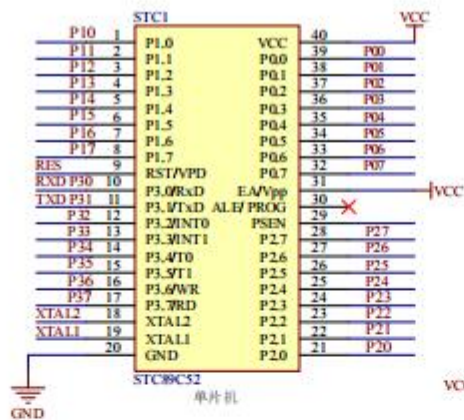 STC1 VCC
P10 1 P1.0 VCC 40
P11 2 P1.1 P0.0 39 P00
P12 3 P1.2 P0.1 38 P01
P13 4 P1.3 P0.2 37 P02
P14 5 P1.4 P0.3 36 P03
P15 6 P1.5 P0.4 35 P04
P16 7 P1.6 P0.5 34 P05
P17 8 P1.7 P0.6 33 P06
RES 9 RST/VPD P0.7 32 P07
RXD P30 10 P3.0/RxD EA/Vpp 31 VCC
TXD P31 11 P3.1/TxD ALE/PROG 30
P32 12 P3.2/INT0 PSEN 29
P33 13 P3.3/INT1 P2.7 28 P27
P34 14 P3.4/T0 P2.6 27 P26
P35 15 P3.5/T1 P2.5 26 P25
P36 16 P3.6/WR P2.4 25 P24
P37 17 P3.7/RD P2.3 24 P23
XTAL2 18 XTAL2 P2.2 23 P22
XTAL1 19 XTAL1 P2.1 22 P21
20 GND P2.0 21 P20
STC89C52
单片机
GND
VC